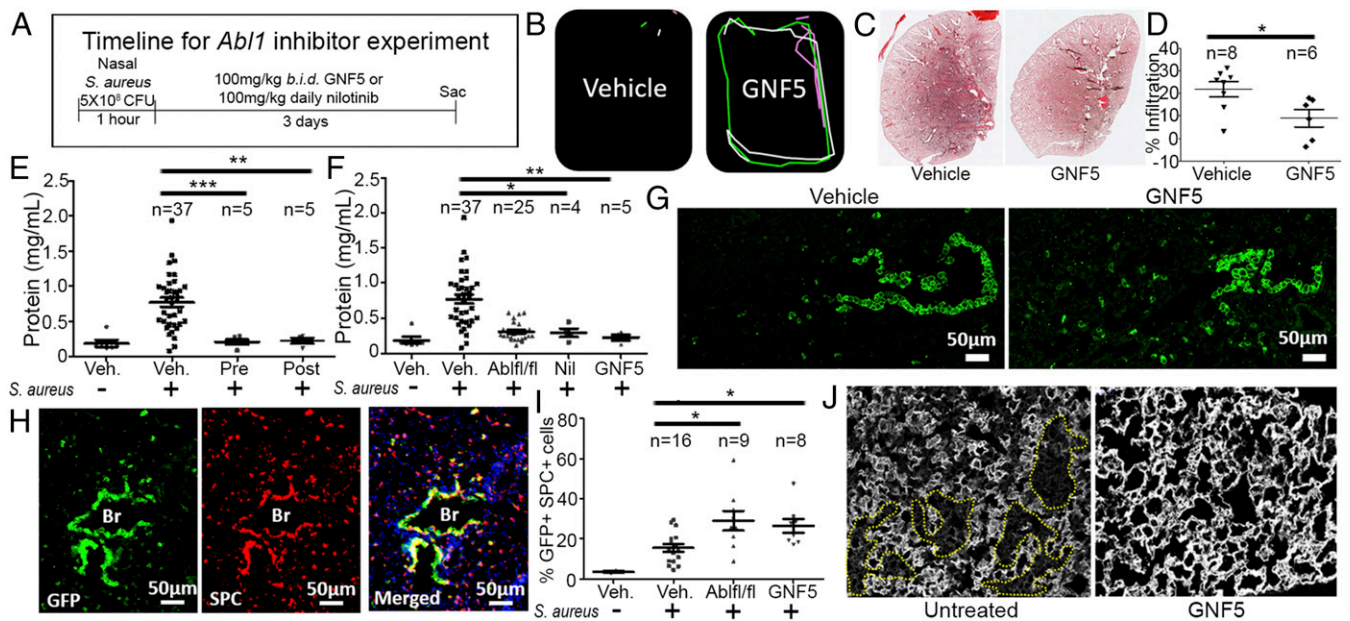 A
Timeline for Abl1 inhibitor experiment
Nasal
S. aureus
5X10⁸ CFU
100mg/kg b.i.d. GNF5 or
100mg/kg daily nilotinib
Sac
1 hour
3 days
B
Vehicle
GNF5
C
Vehicle
GNF5
D
*
n=8
n=6
% Infiltration
40
30
20
10
0
-10
Vehicle
GNF5
E
**
***
n=37
n=5
n=5
Protein (mg/mL)
2.5
2.0
1.5
1.0
0.5
0
Veh.
Veh.
Pre
Post
S. aureus
-
+
+
+
F
**
*
n=37
n=25
n=4
n=5
Protein (mg/mL)
2.5
2.0
1.5
1.0
0.5
0
Veh.
Veh.
Ablfl/fl
Nil
GNF5
S. aureus
-
+
+
+
+
G
Vehicle
GNF5
50μm
50μm
H
Br
Br
Br
50μm
50μm
50μm
GFP
SPC
Merged
I
*
*
n=16
n=9
n=8
% GFP+ SPC+ cells
80
60
40
20
0
Veh.
Veh.
Ablfl/fl
GNF5
S. aureus
-
+
+
+
J
Untreated
GNF5